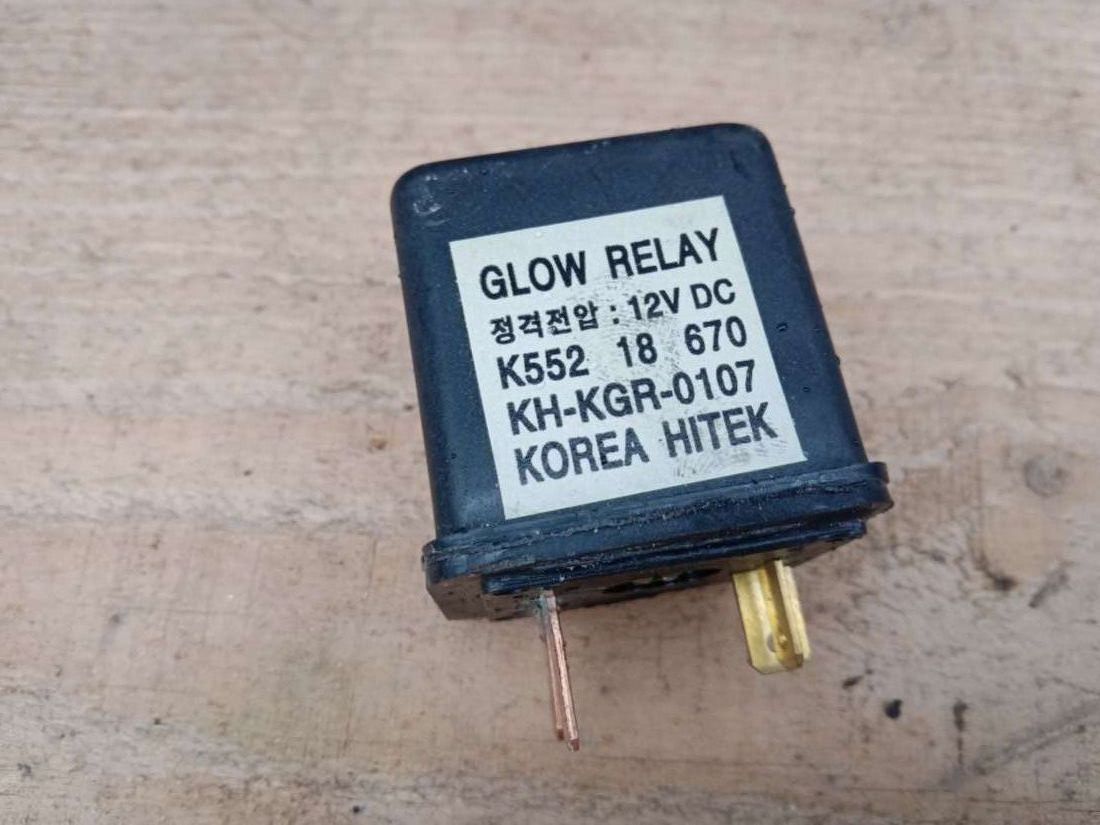 GLOW RELAY
정격전압 : 12V DC
K552 18 670
KH-KGR-0107
KOREA HITEK